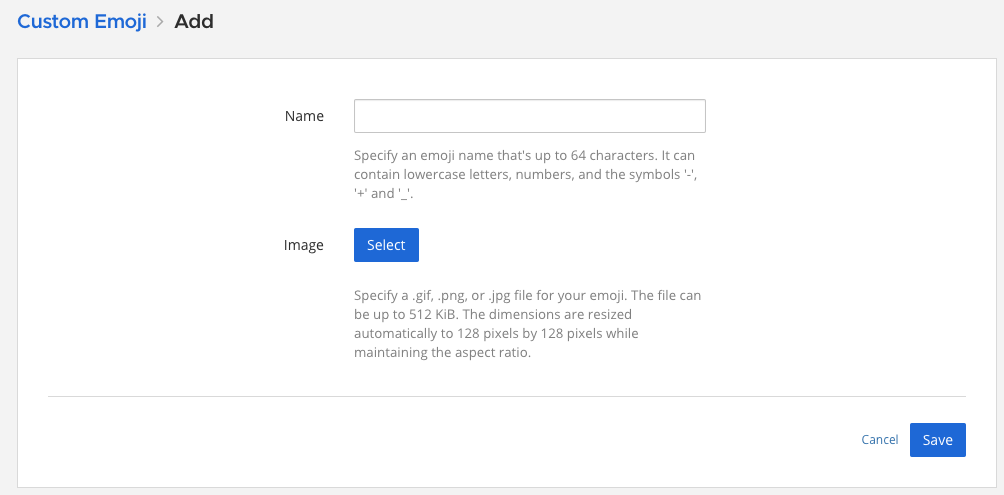 Custom Emoji > Add
Name
Specify an emoji name that's up to 64 characters. It can
contain lowercase letters, numbers, and the symbols '-',
'+' and '_'.
Image
Select
Specify a .gif, .png, or .jpg file for your emoji. The file can
be up to 512 KiB. The dimensions are resized
automatically to 128 pixels by 128 pixels while
maintaining the aspect ratio.
Cancel
Save